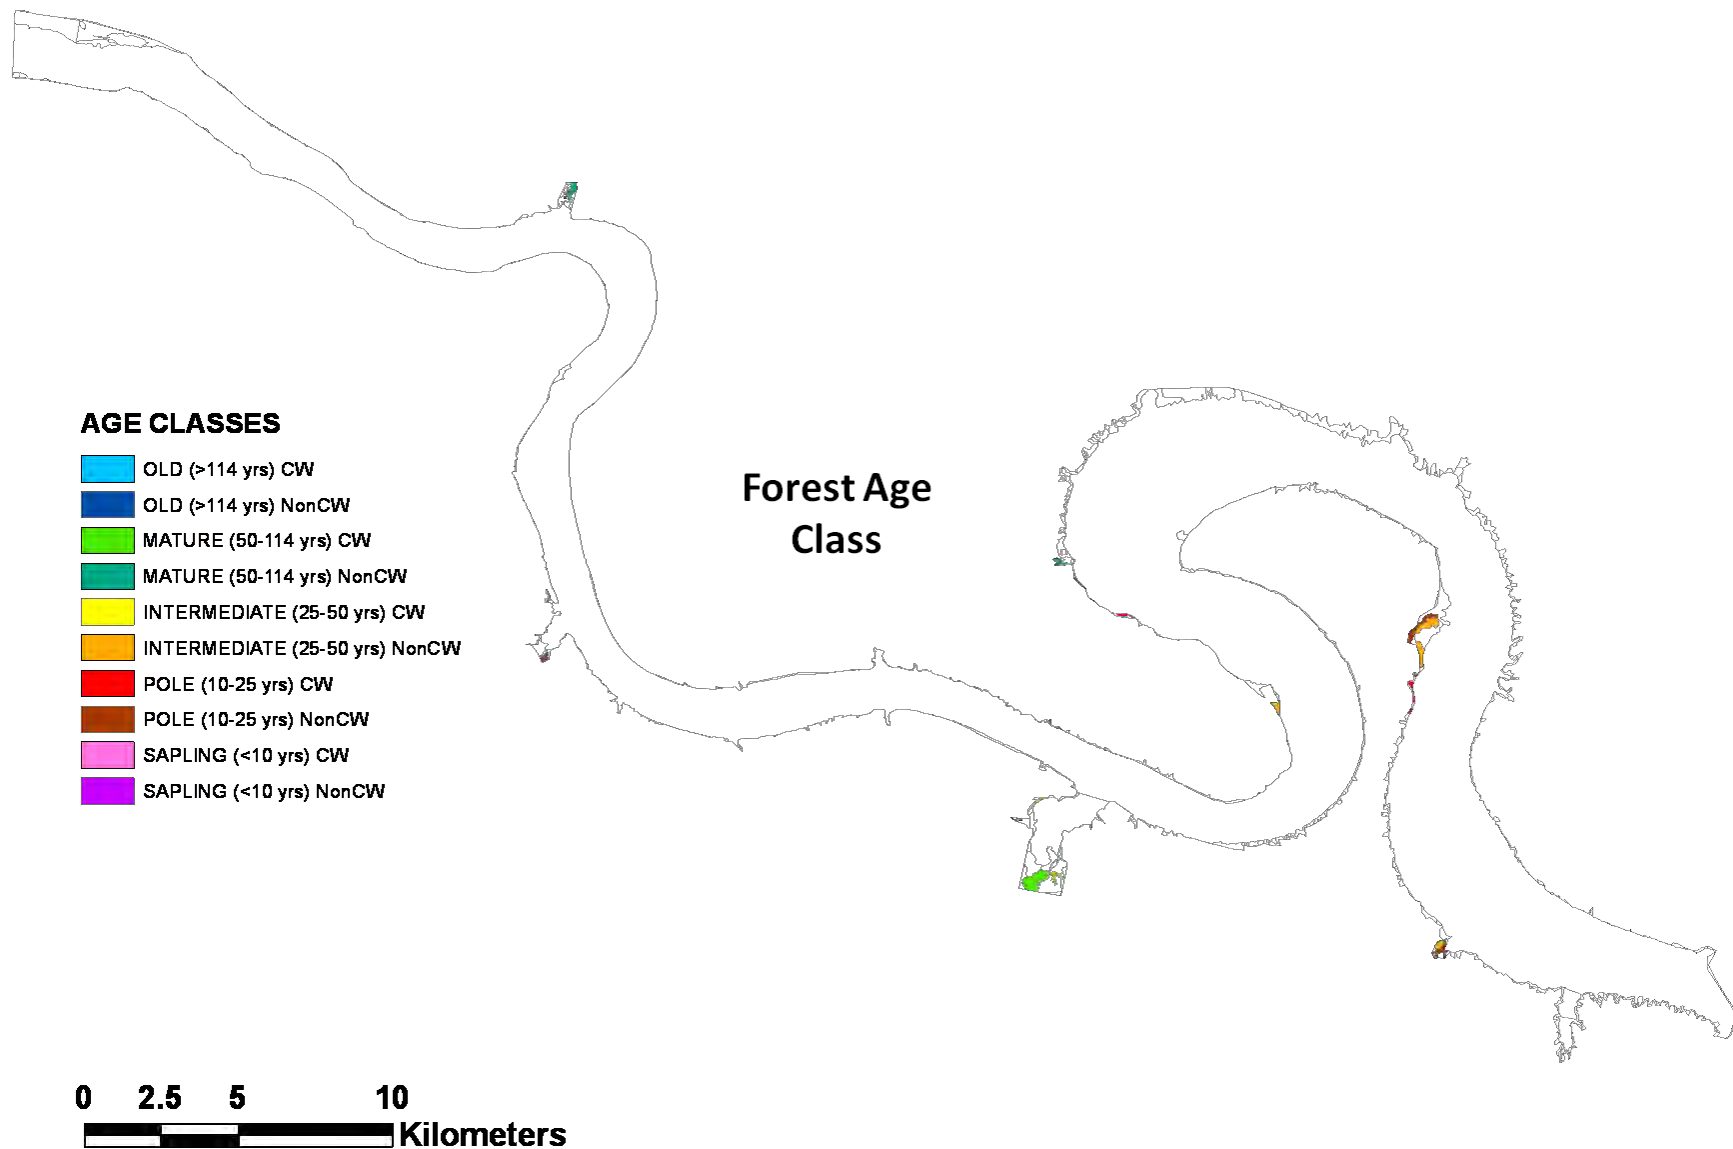 AGE CLASSES
OLD (>114 yrs) CW
OLD (>114 yrs) NonCW
MATURE (50-114 yrs) CW
MATURE (50-114 yrs) NonCW
INTERMEDIATE (25-50 yrs) CW
INTERMEDIATE (25-50 yrs) NonCW
POLE (10-25 yrs) CW
POLE (10-25 yrs) NonCW
SAPLING (<10 yrs) CW
SAPLING (<10 yrs) NonCW
Forest Age
Class
0 2.5 5 10
Kilometers